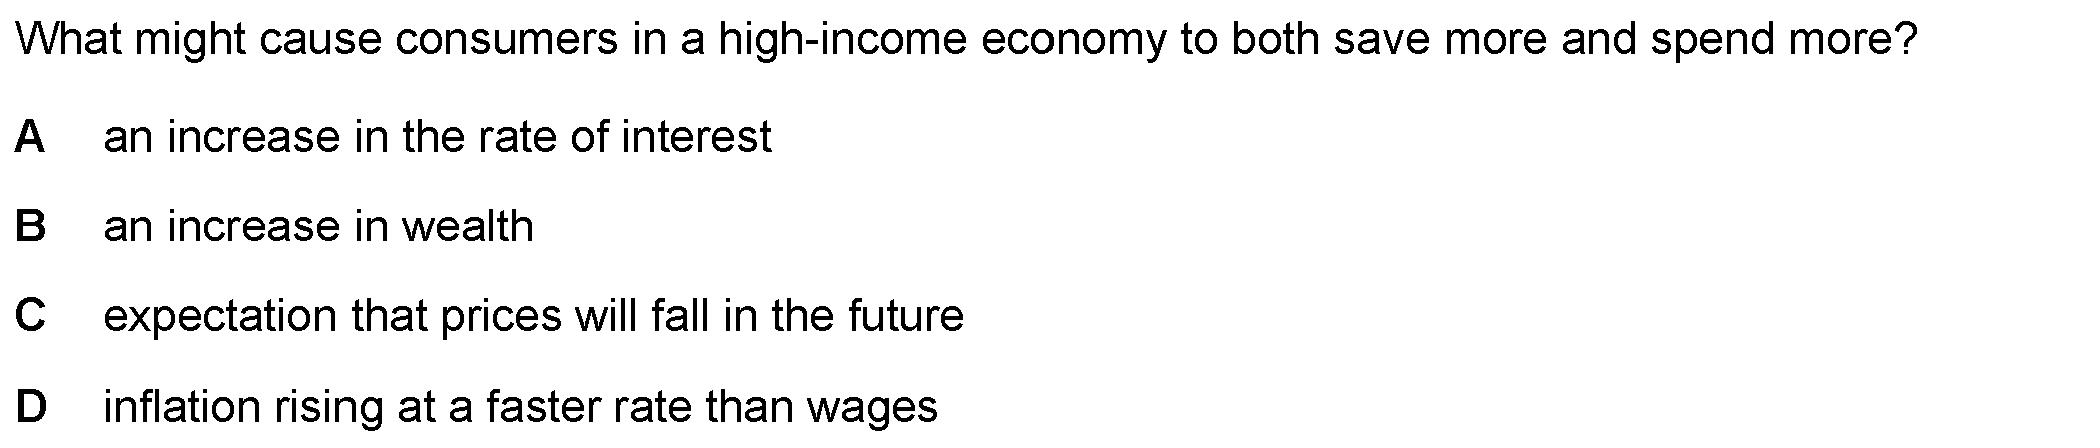 What might cause consumers in a high-income economy to both save more and spend more?
A an increase in the rate of interest
B an increase in wealth
C expectation that prices will fall in the future
D inflation rising at a faster rate than wages